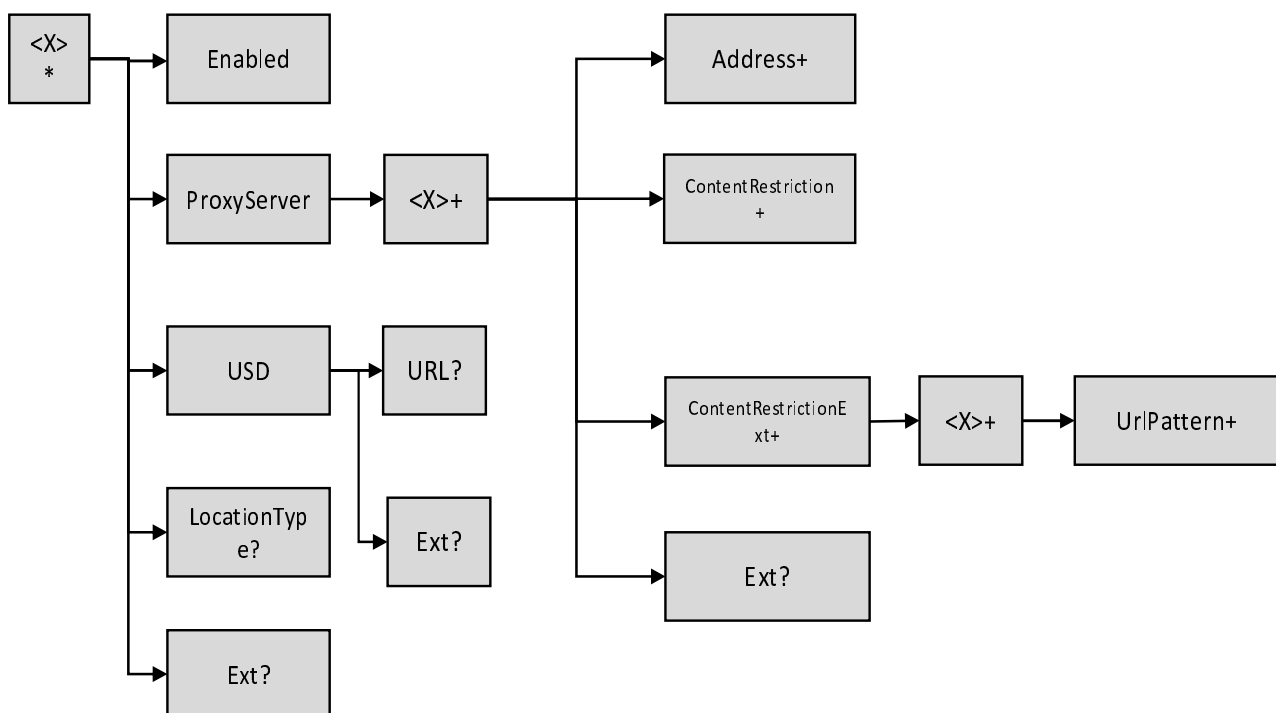 <X>
*
Enabled
Address+
ProxyServer
<X>+
ContentRestriction
+
USD
URL?
ContentRestrictionE
xt+
<X>+
UrlPattern+
LocationTyp
e?
Ext?
Ext?
Ext?